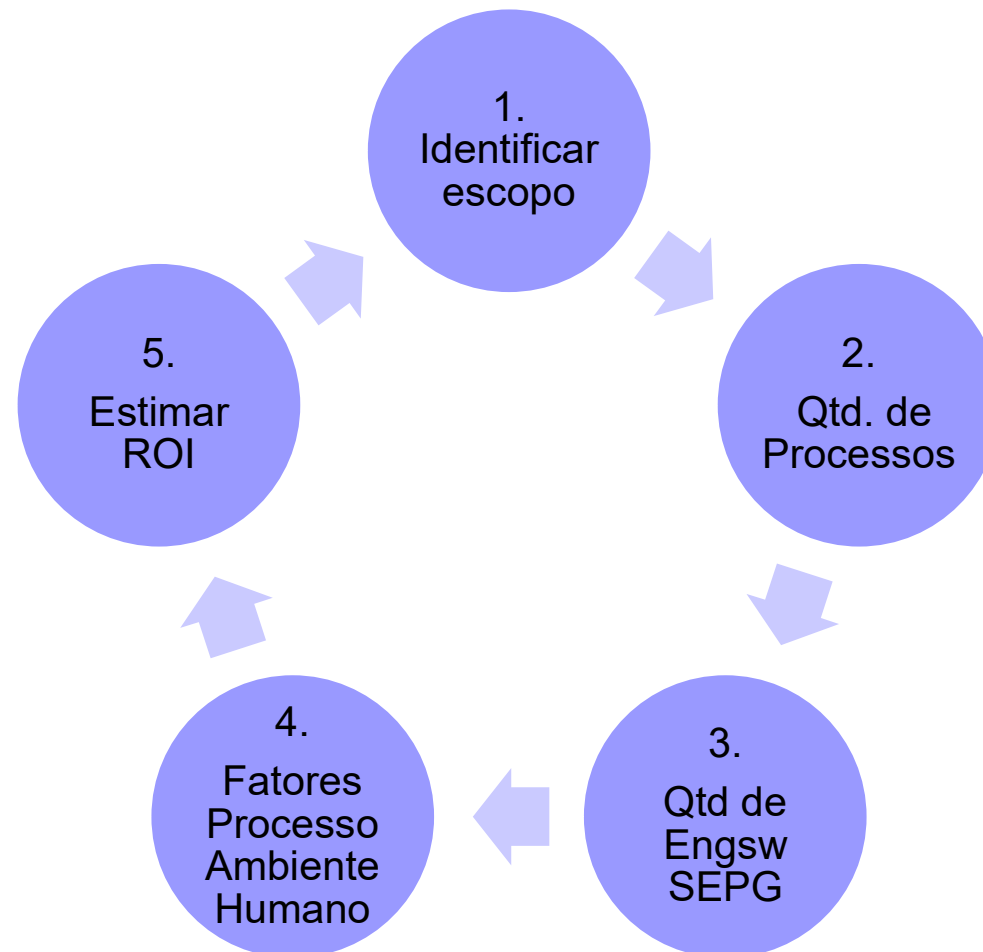 1.
Identificar
escopo
2.
Qtd. de
Processos
3.
Qtd de
Engsw
SEPG
4.
Fatores
Processo
Ambiente
Humano
5.
Estimar
ROI